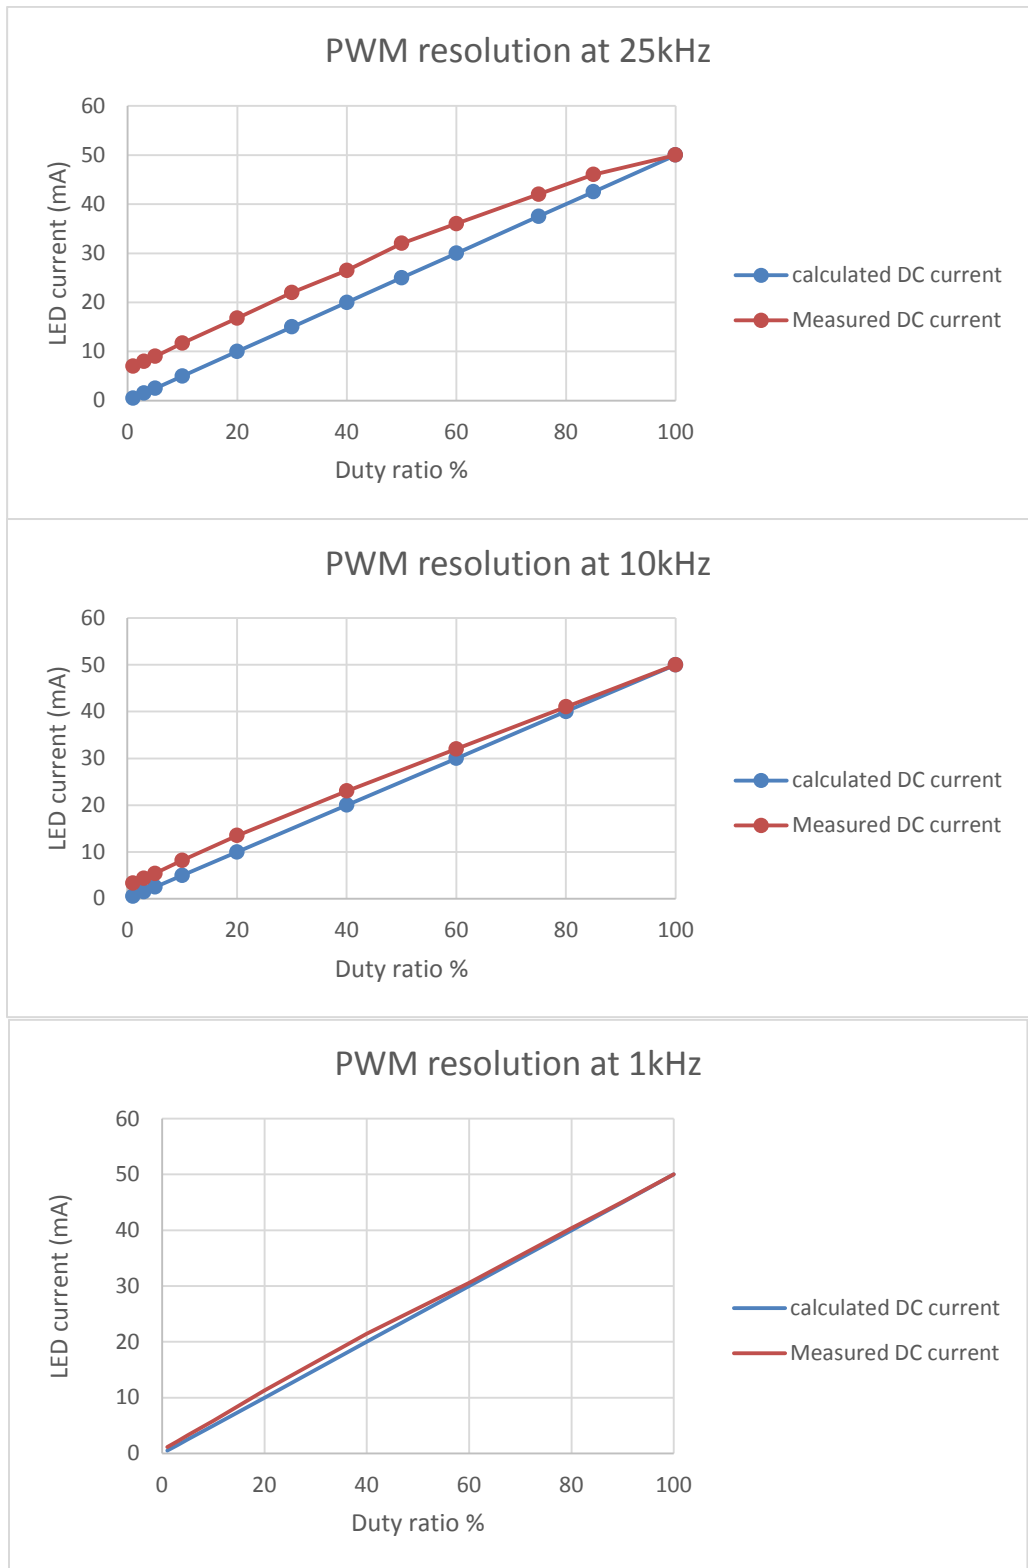 PWM resolution at 25kHz
60
50
40
30
20
10
0
LED current (mA)
0 20 40 60 80 100
Duty ratio %
calculated DC current
Measured DC current
PWM resolution at 10kHz
60
50
40
30
20
10
0
LED current (mA)
0 20 40 60 80 100
Duty ratio %
calculated DC current
Measured DC current
PWM resolution at 1kHz
60
50
40
30
20
10
0
LED current (mA)
0 20 40 60 80 100
Duty ratio %
calculated DC current
Measured DC current